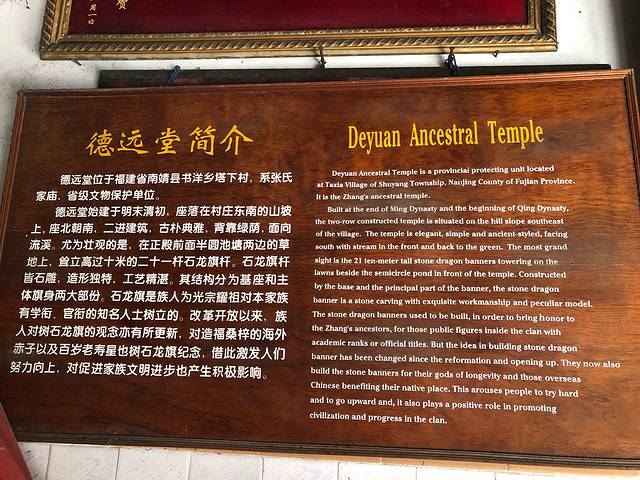 贺
月一日
德远堂简介
德远堂位于福建省南靖县书洋乡塔下村，系张氏
家庙、省级文物保护单位。
德远堂始建于明末清初，座落在村庄东南的山坡
上，座北朝南，二进建筑，古朴典雅，背靠绿荫，面向
流溪。尤为壮观的是，在正殿前面半圆池塘两边的草
地上，耸立高过十米的二十一杆石龙旗杆。石龙旗杆
皆石雕，造形独特，工艺精湛。其结构分为基座和主
体旗身两大部份。石龙旗是族人为光宗耀祖对本家族
有学衔、官衔的知名人士树立的。改革开放以来，族
人对树石龙旗的观念亦有所更新，对造福桑梓的海外
赤子以及百岁老寿星也树石龙旗纪念，借此激发人们
努力向上，对促进家族文明进步也产生积极影响。
Deyuan Ancestral Temple
Deyuan Ancestral Temple is a provincial protecting unit located
at Taxia Village of Shuyang Township, Nanjing County of Fujian Province.
It is the Zhang's ancestral temple.
Built at the end of Ming Dynasty and the beginning of Qing Dynasty,
the two-row constructed temple is situated on the hill slope southeast
of the village. The temple is elegant, simple and ancient-styled, facing
south with stream in the front and back to the green. The most grand
sight is the 21 ten-meter tall stone dragon banners towering on the
lawns beside the semicircle pond in front of the temple. Constructed
by the base and the principal part of the banner, the stone dragon
banner is a stone carving with exquisite workmanship and peculiar model.
The stone dragon banners used to be built, in order to bring honor to
the Zhang's ancestors, for those public figures inside the clan with
academic ranks or official titles. But the idea in building stone dragon
banner has been changed since the reformation and opening up. They now also
build the stone banners for their gods of longevity and those overseas
Chinese benefiting their native place. This arouses people to try hard
and to go upward and, it also plays a positive role in promoting
civilization and progress in the clan.